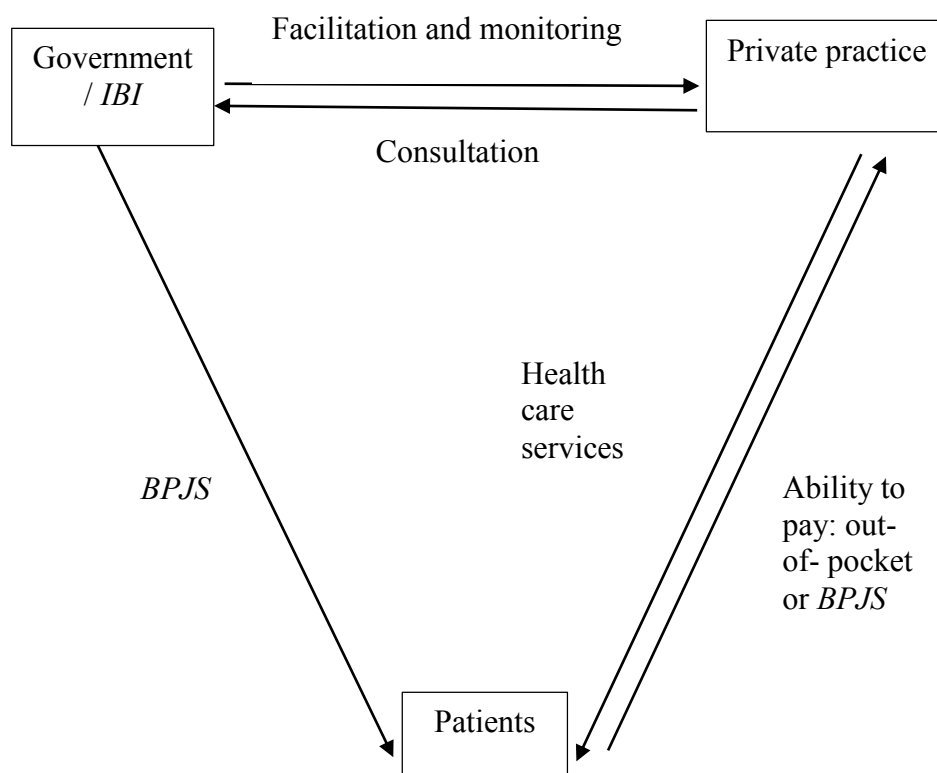 Facilitation and monitoring
Government
/ IBI
Private practice
Consultation
Health
care
services
BPJS
Ability to
pay: out-
of- pocket
or BPJS
Patients